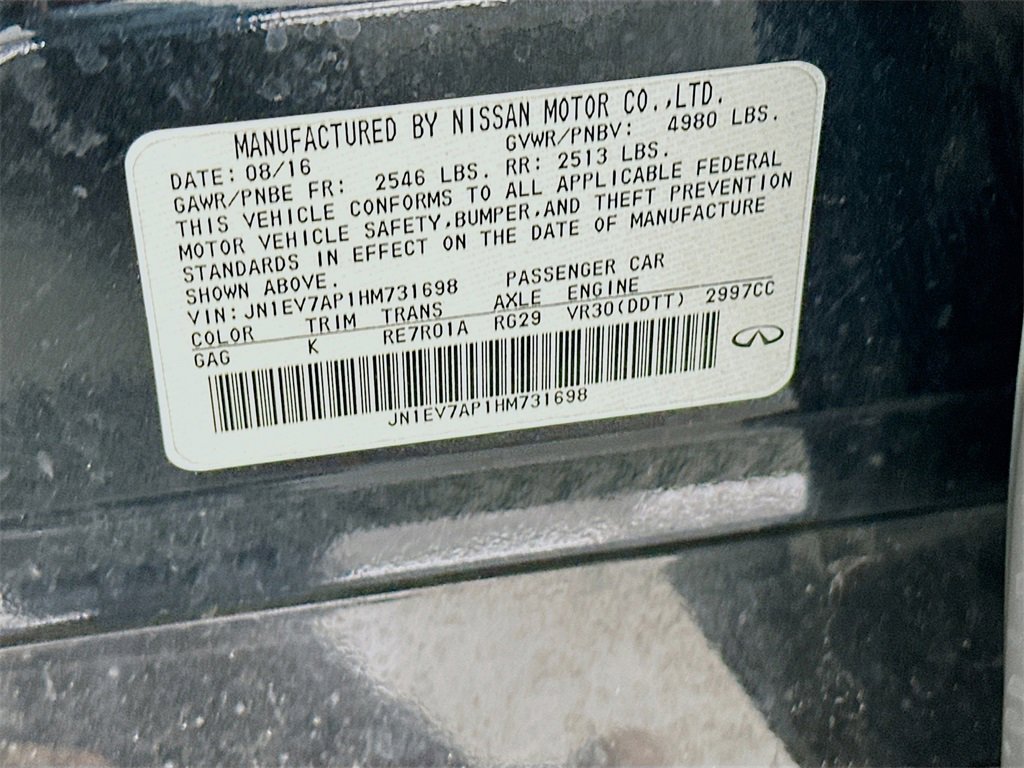 MANUFACTURED BY NISSAN MOTOR CO.,LTD.
DATE: 08/16 GVWR/PNBV: 4980 LBS.
GAWR/PNBE FR: 2546 LBS. RR: 2513 LBS.
THIS VEHICLE CONFORMS TO ALL APPLICABLE FEDERAL
MOTOR VEHICLE SAFETY,BUMPER,AND THEFT PREVENTION
STANDARDS IN EFFECT ON THE DATE OF MANUFACTURE
SHOWN ABOVE.
VIN: JN1EV7AP1HM731698 PASSENGER CAR
COLOR TRIM TRANS AXLE ENGINE
GAG K RE7R01A RG29 VR30(DDTT) 2997CC
JN1EV7AP1HM731698